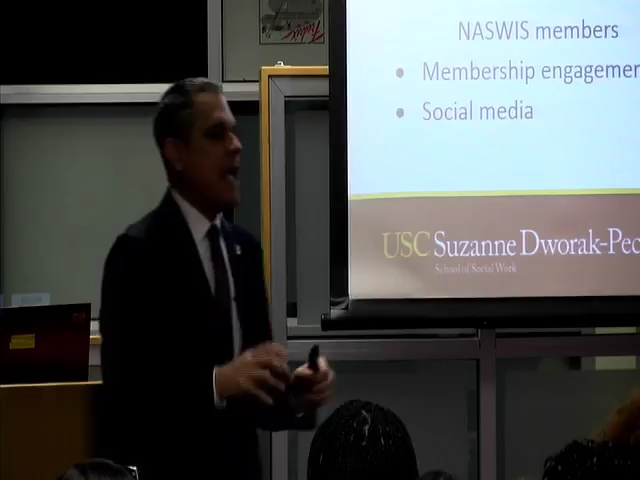 NASWIS members
• Membership engagemen
• Social media
USC Suzanne Dworak-Pec
School of Social Work